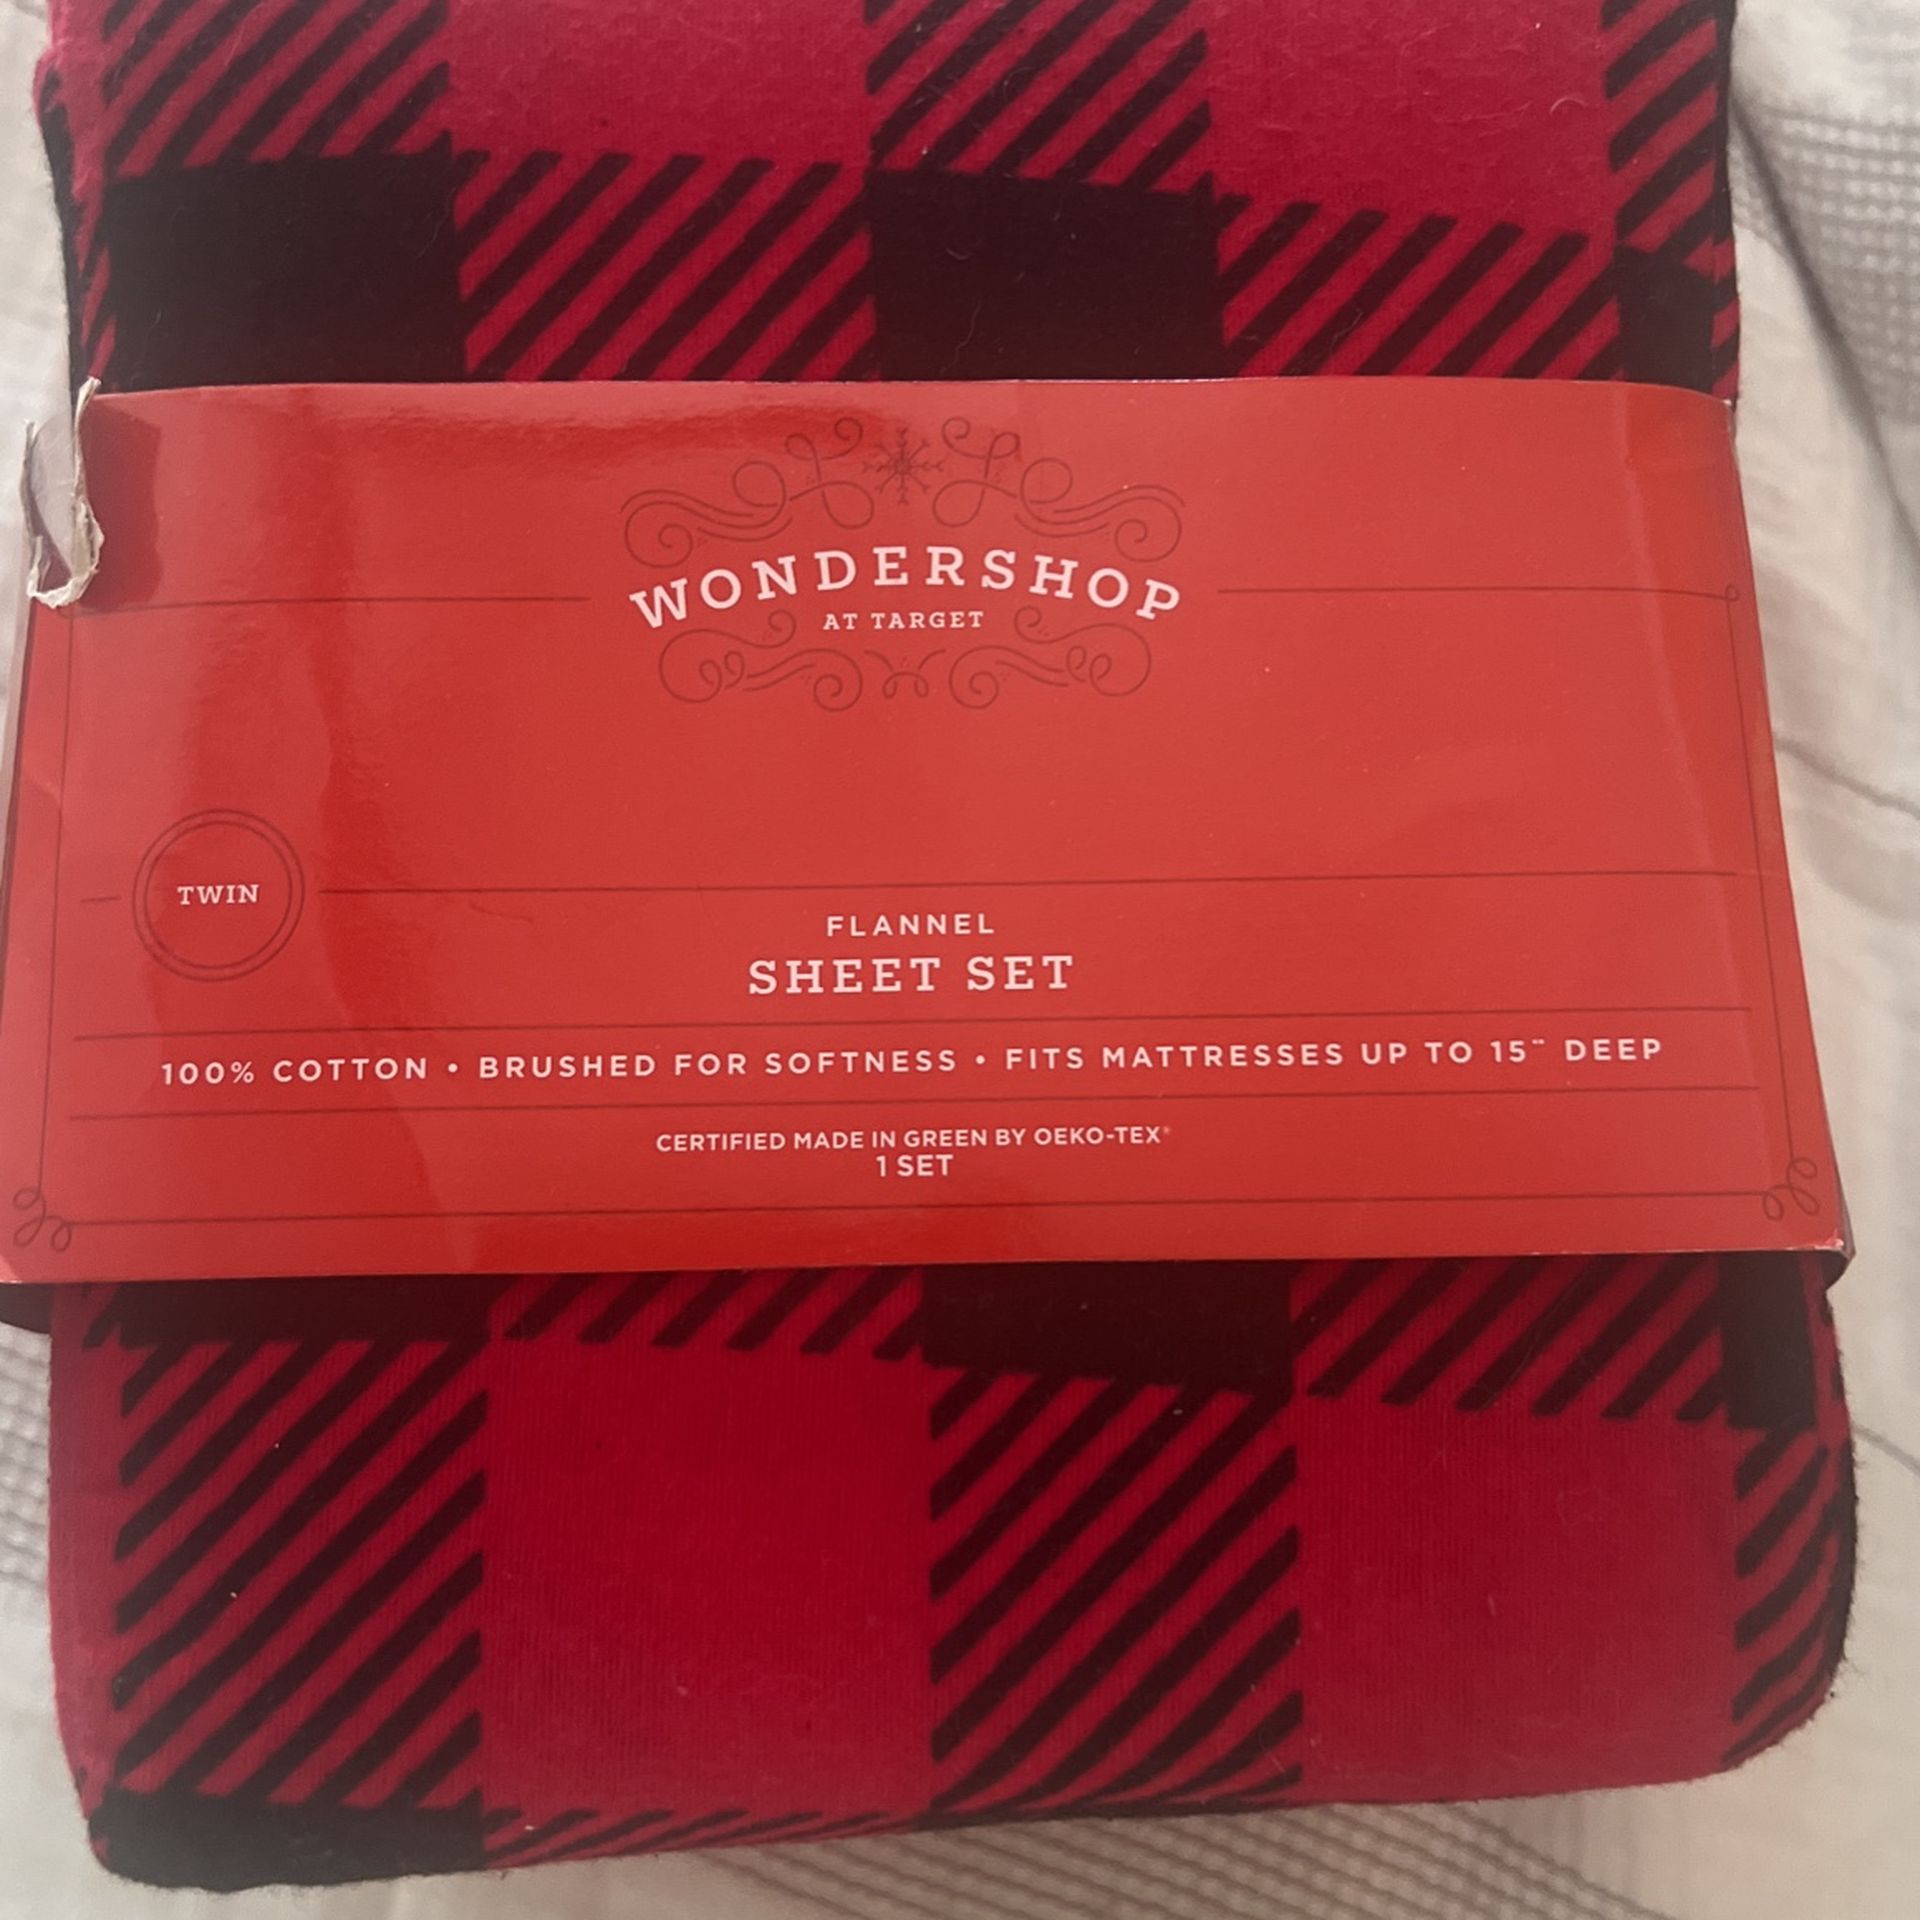 WONDERSHOP
AT TARGET
TWIN
FLANNEL
SHEET SET
100% COTTON • BRUSHED FOR SOFTNESS • FITS MATTRESSES UP TO 15" DEEP
CERTIFIED MADE IN GREEN BY OEKO-TEX®
1 SET